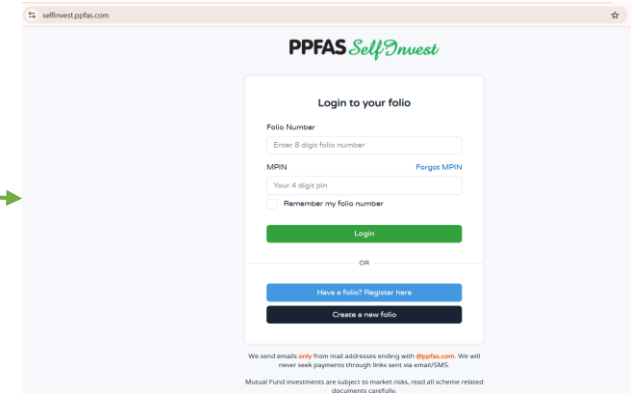 selfinvest.ppfas.com
PPFAS SelfInvest
Login to your folio
Folio Number
Enter 8 digit folio number
MPIN Forgot MPIN
Your 4 digit pin
Remember my folio number
Login
OR
Have a folio? Register here
Create a new folio
We send emails only from mail addresses ending with @ppfas.com. We will
never seek payments through links sent via email/SMS.
Mutual Fund investments are subject to market risks, read all scheme related
documents carefully.